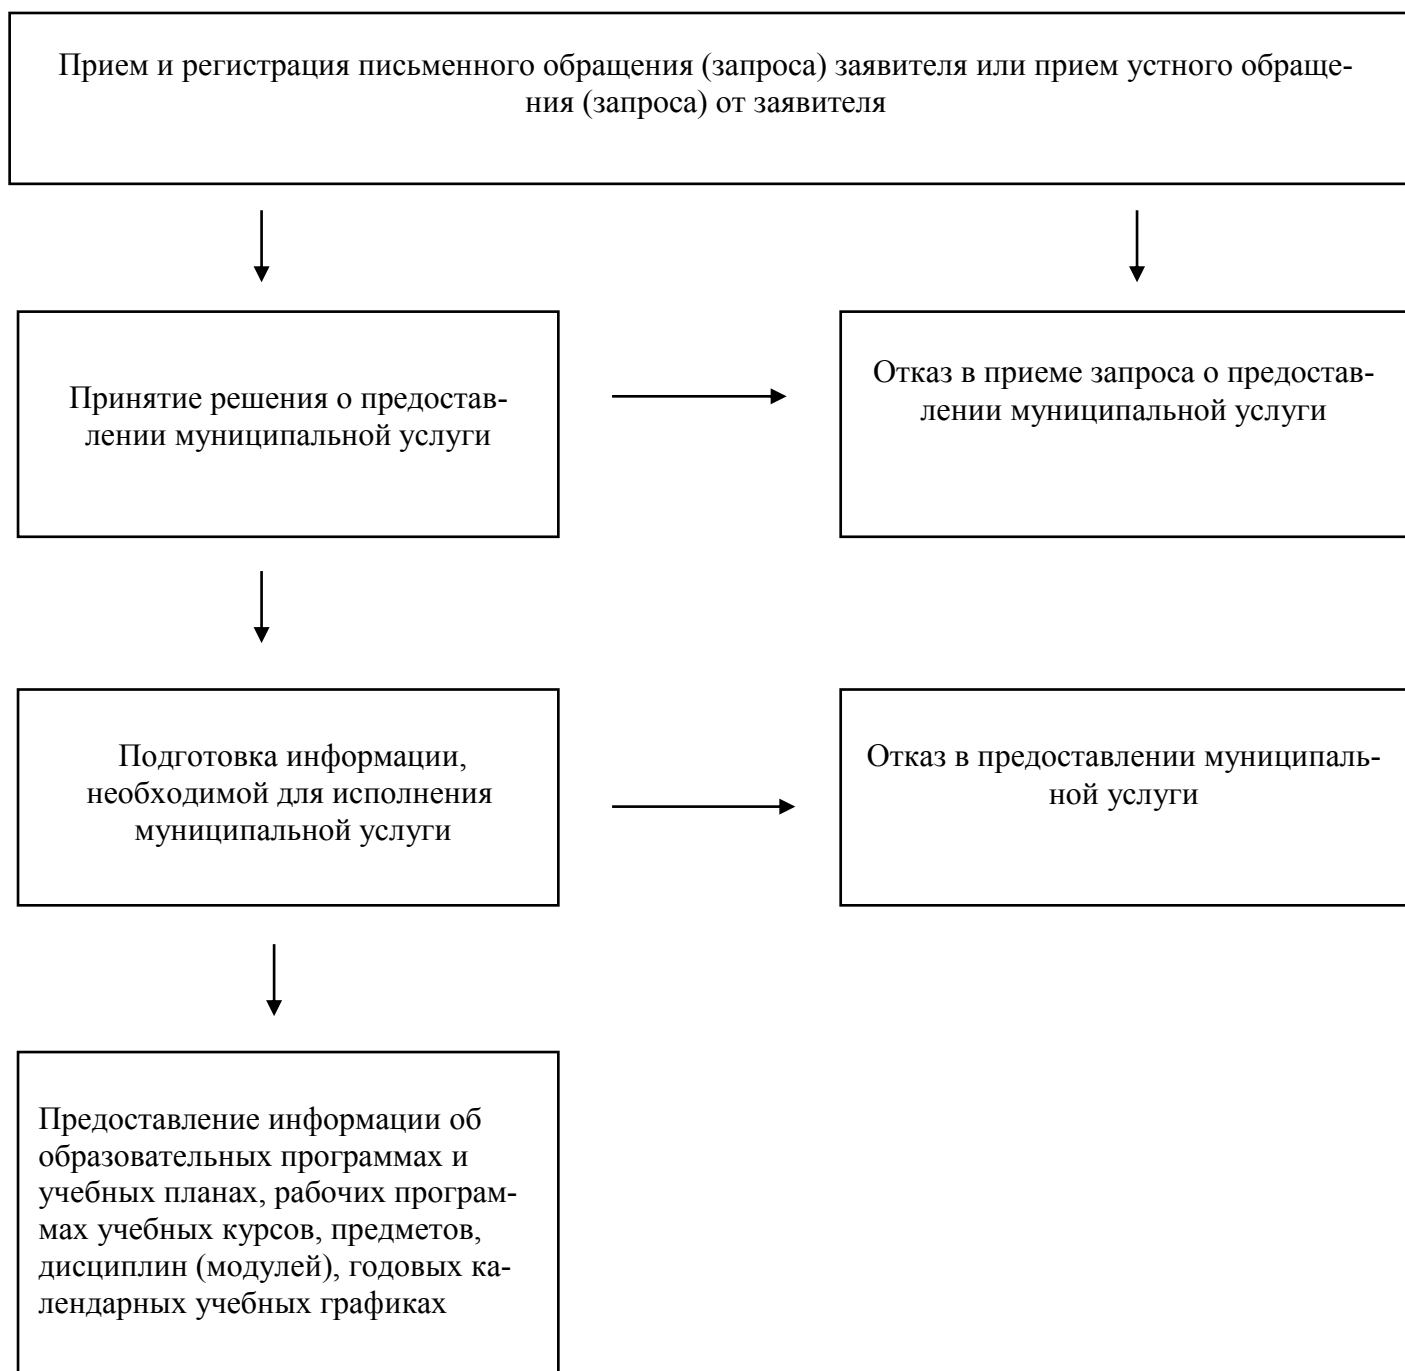 Прием и регистрация письменного обращения (запроса) заявителя или прием устного обраще-
ния (запроса) от заявителя
Принятие решения о предостав-
лении муниципальной услуги
Отказ в приеме запроса о предостав-
лении муниципальной услуги
Подготовка информации,
необходимой для исполнения
муниципальной услуги
Отказ в предоставлении муниципаль-
ной услуги
Предоставление информации об
образовательных программах и
учебных планах, рабочих програм-
мах учебных курсов, предметов,
дисциплин (модулей), годовых ка-
лендарных учебных графиках